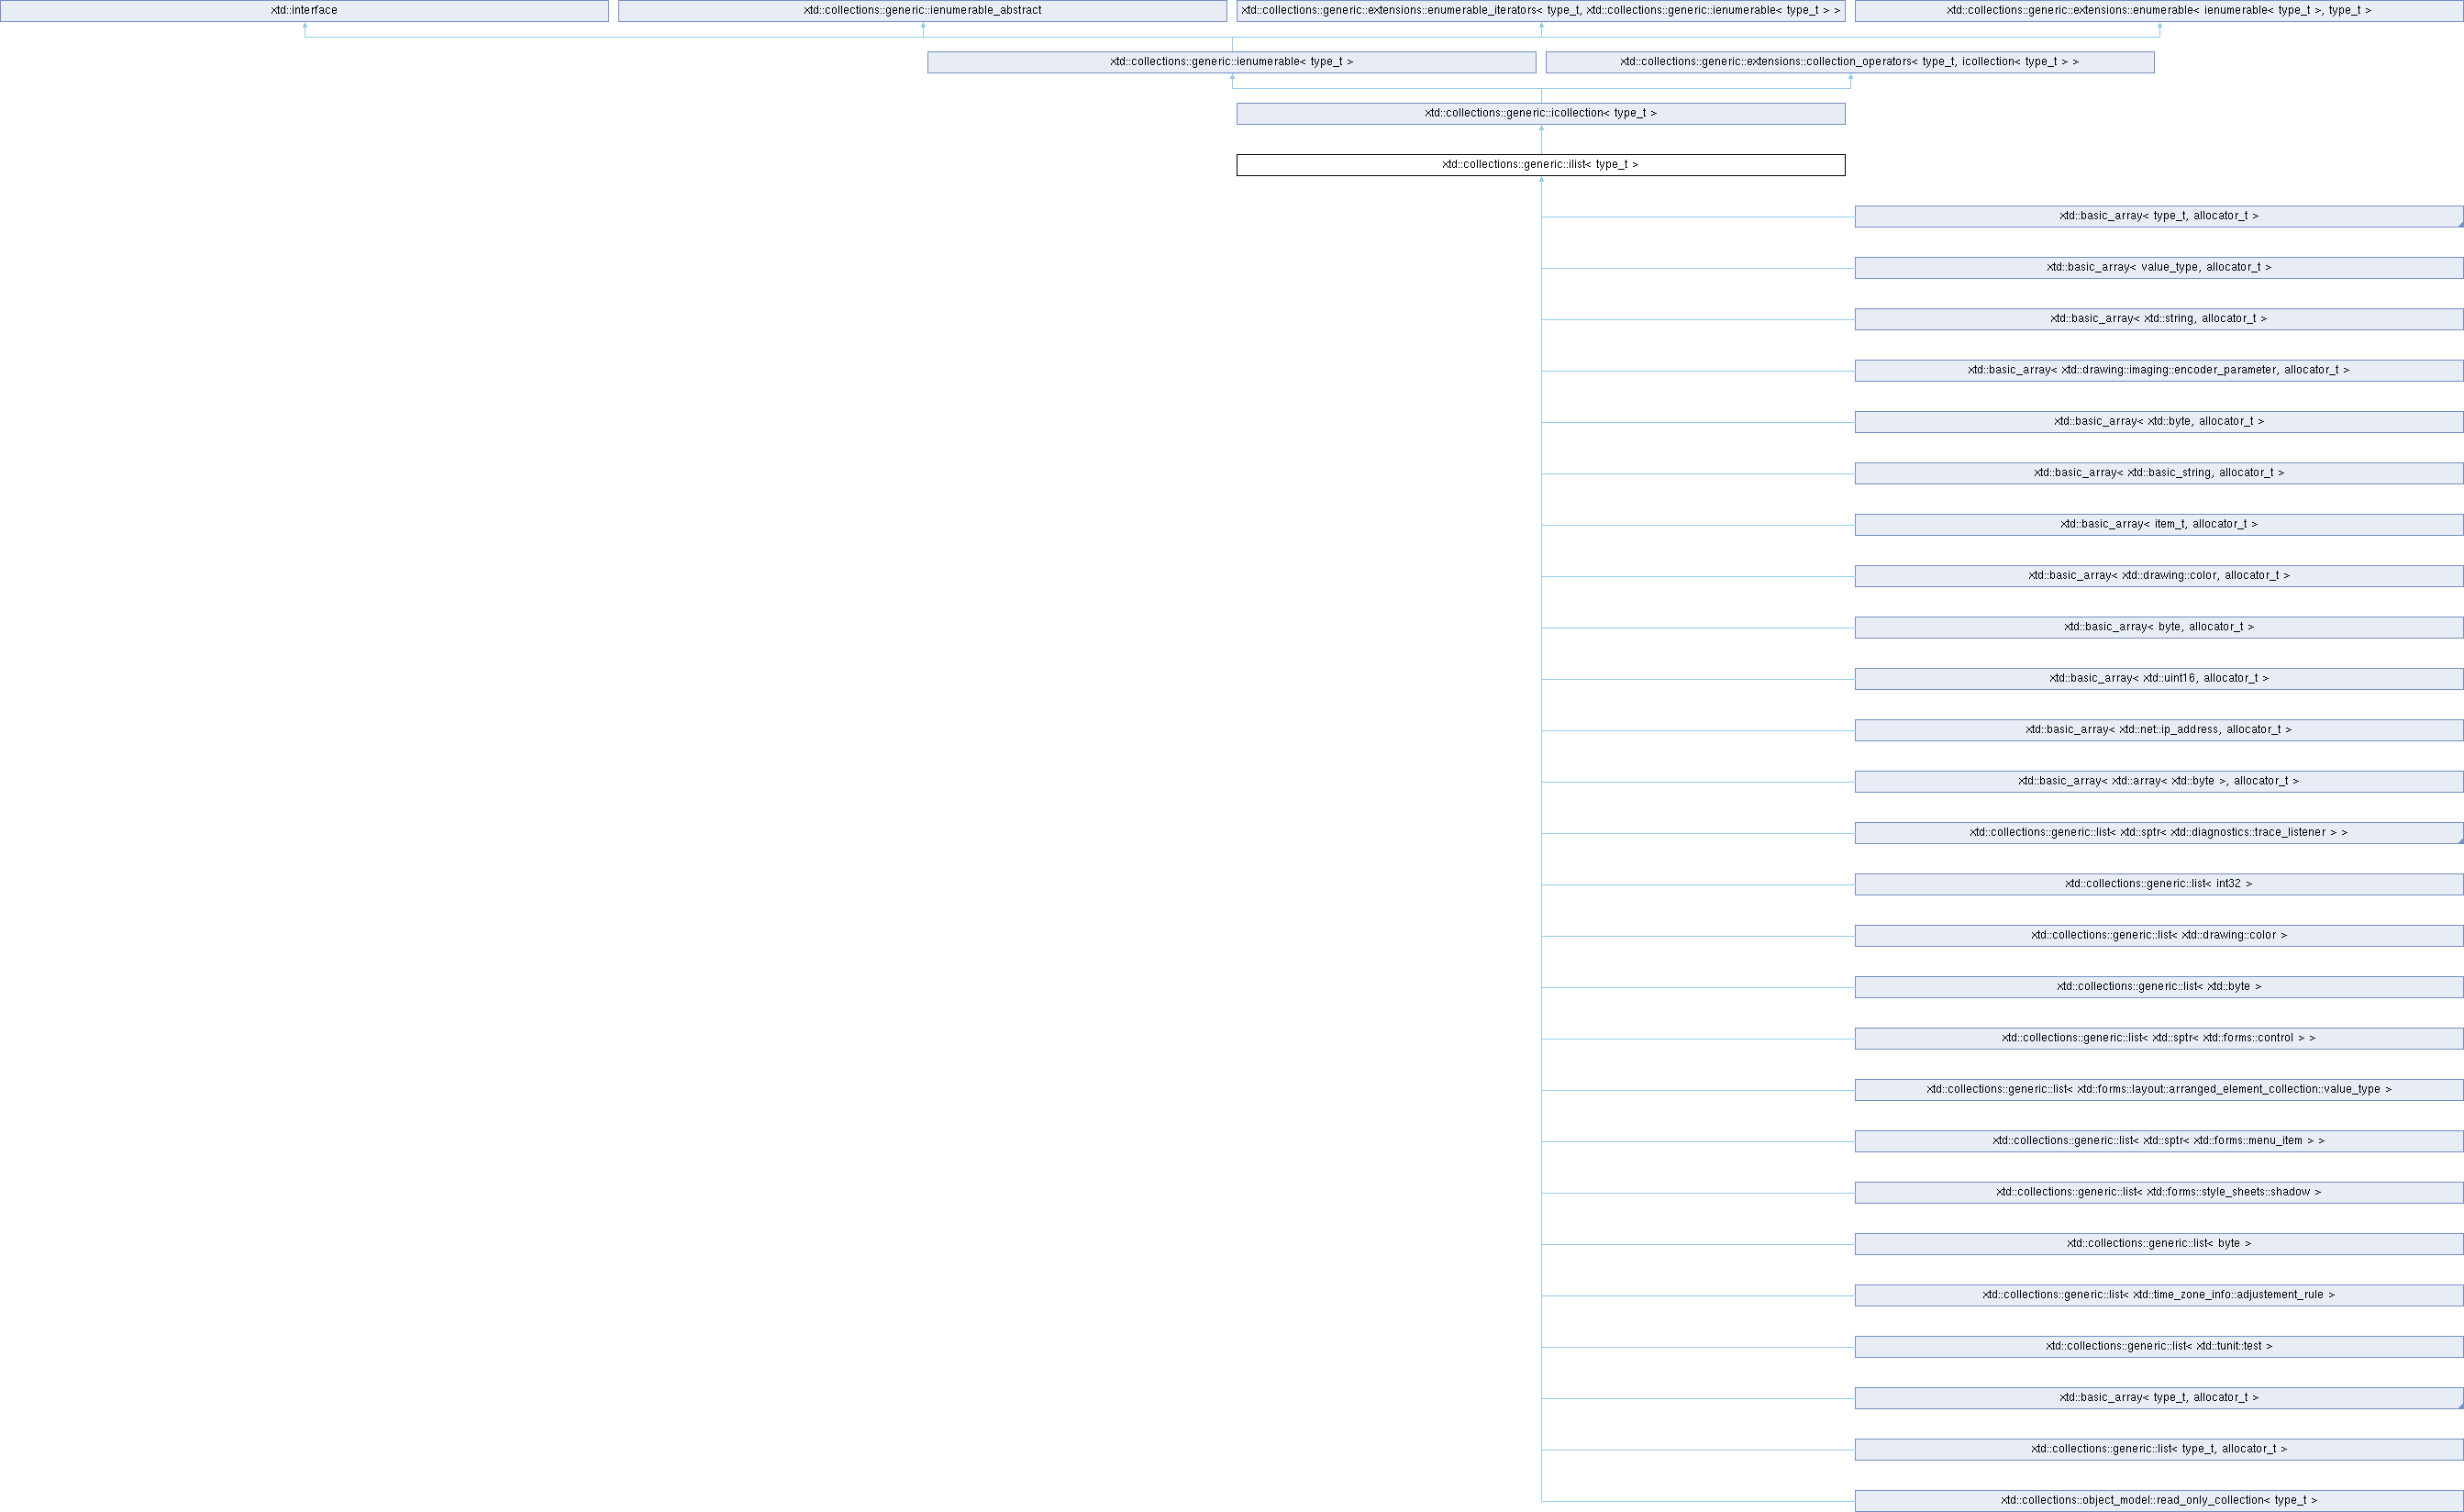 xtd::interface
xtd::collections::generic::ienumerable_abstract
xtd::collections::generic::extensions::enumerable_iterators< type_t, xtd::collections::generic::ienumerable< type_t > >
xtd::collections::generic::extensions::enumerable< ienumerable< type_t >, type_t >
xtd::collections::generic::ienumerable< type_t >
xtd::collections::generic::extensions::collection_operators< type_t, icollection< type_t > >
xtd::collections::generic::icollection< type_t >
xtd::collections::generic::ilist< type_t >
xtd::basic_array< type_t, allocator_t >
xtd::basic_array< value_type, allocator_t >
xtd::basic_array< xtd::string, allocator_t >
xtd::basic_array< xtd::drawing::imaging::encoder_parameter, allocator_t >
xtd::basic_array< xtd::byte, allocator_t >
xtd::basic_array< xtd::basic_string, allocator_t >
xtd::basic_array< item_t, allocator_t >
xtd::basic_array< xtd::drawing::color, allocator_t >
xtd::basic_array< byte, allocator_t >
xtd::basic_array< xtd::uint16, allocator_t >
xtd::basic_array< xtd::net::ip_address, allocator_t >
xtd::basic_array< xtd::array< xtd::byte >, allocator_t >
xtd::collections::generic::list< xtd::sptr< xtd::diagnostics::trace_listener > >
xtd::collections::generic::list< int32 >
xtd::collections::generic::list< xtd::drawing::color >
xtd::collections::generic::list< xtd::byte >
xtd::collections::generic::list< xtd::sptr< xtd::forms::control > >
xtd::collections::generic::list< xtd::forms::layout::arranged_element_collection::value_type >
xtd::collections::generic::list< xtd::sptr< xtd::forms::menu_item > >
xtd::collections::generic::list< xtd::forms::style_sheets::shadow >
xtd::collections::generic::list< byte >
xtd::collections::generic::list< xtd::time_zone_info::adjustement_rule >
xtd::collections::generic::list< xtd::tunit::test >
xtd::basic_array< type_t, allocator_t >
xtd::collections::generic::list< type_t, allocator_t >
xtd::collections::object_model::read_only_collection< type_t >